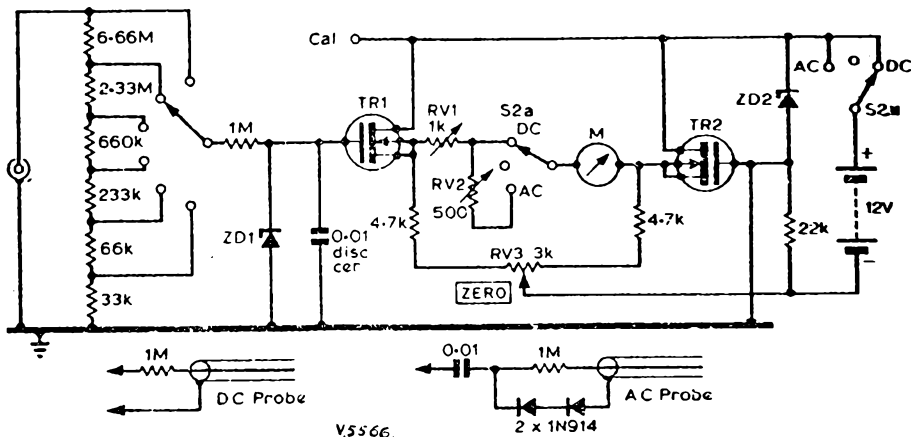 6·66M
2·33M
660k
233k
66k
33k
1M
ZD1
0·01
disc
cer
Cal
TR1
RV1
1k
4·7k
S2a
DC
RV2
500
AC
M
RV3 3k
ZERO
4·7k
TR2
ZD2
22k
AC
DC
+
12V
−
1M
DC Probe
0·01
1M
2 x 1N914
AC Probe
V.5566.